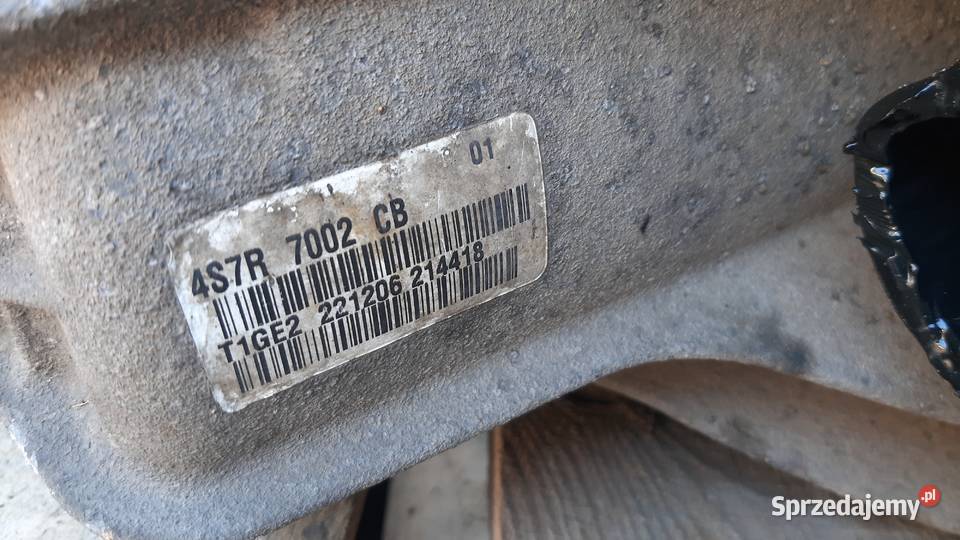 01
4S7R 7002 CB
T1GE2 221206 214418
Sprzedajemy.pl